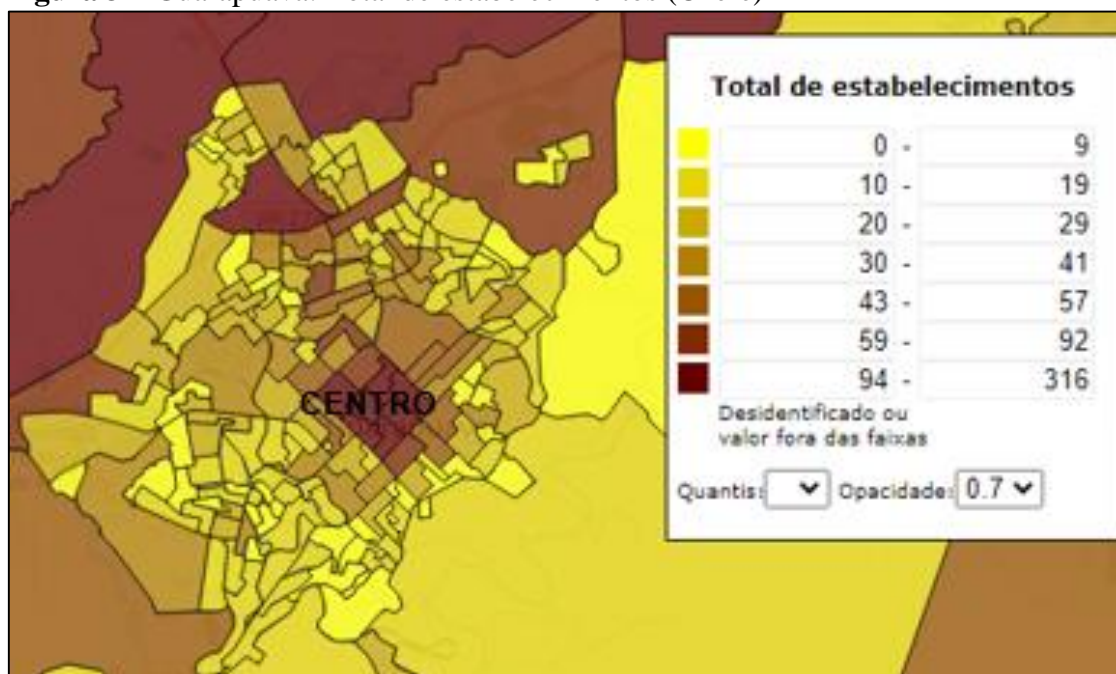 Total de estabelecimentos
0 - 9
10 - 19
20 - 29
30 - 41
43 - 57
59 - 92
94 - 316
Desidentificado ou
valor fora das faixas
Quantis: Opacidade: 0.7
CENTRO